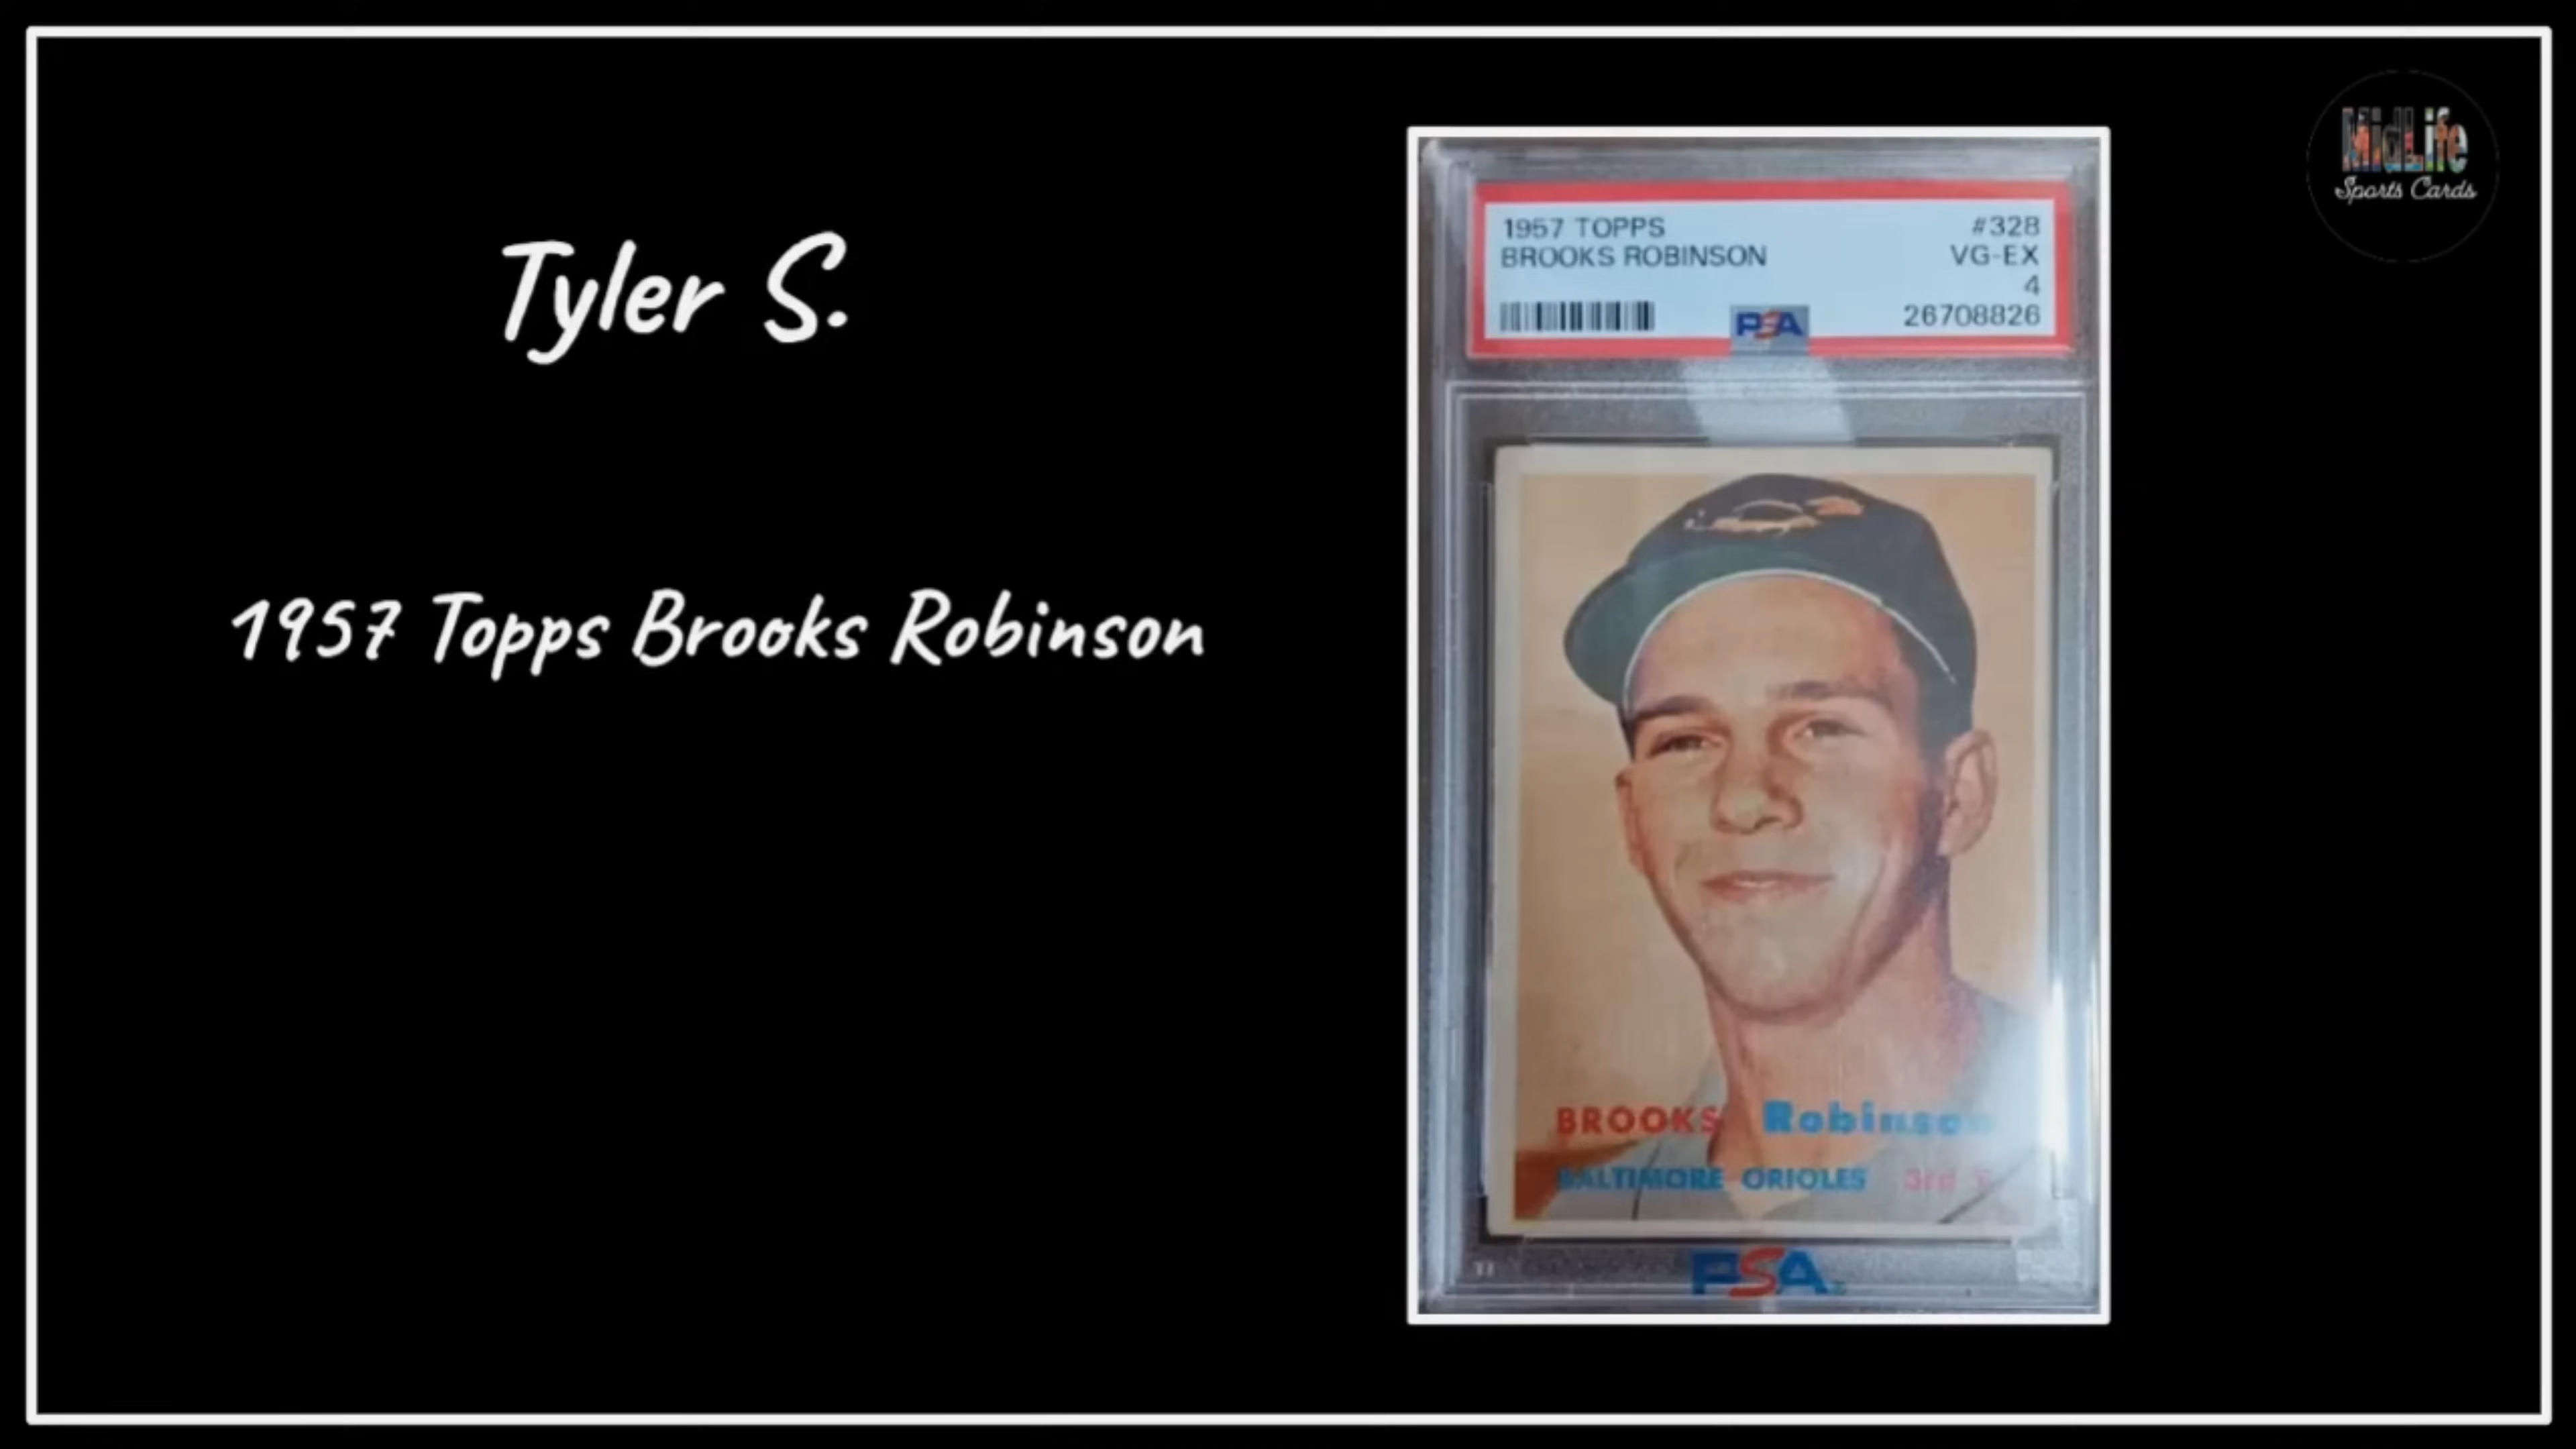 Tyler S.
1957 Topps Brooks Robinson
MidLife
Sports Cards
1957 TOPPS
#328
BROOKS ROBINSON
VG-EX
4
PSA
26708826
BROOKS Robinson
BALTIMORE ORIOLES 3rd
PSA